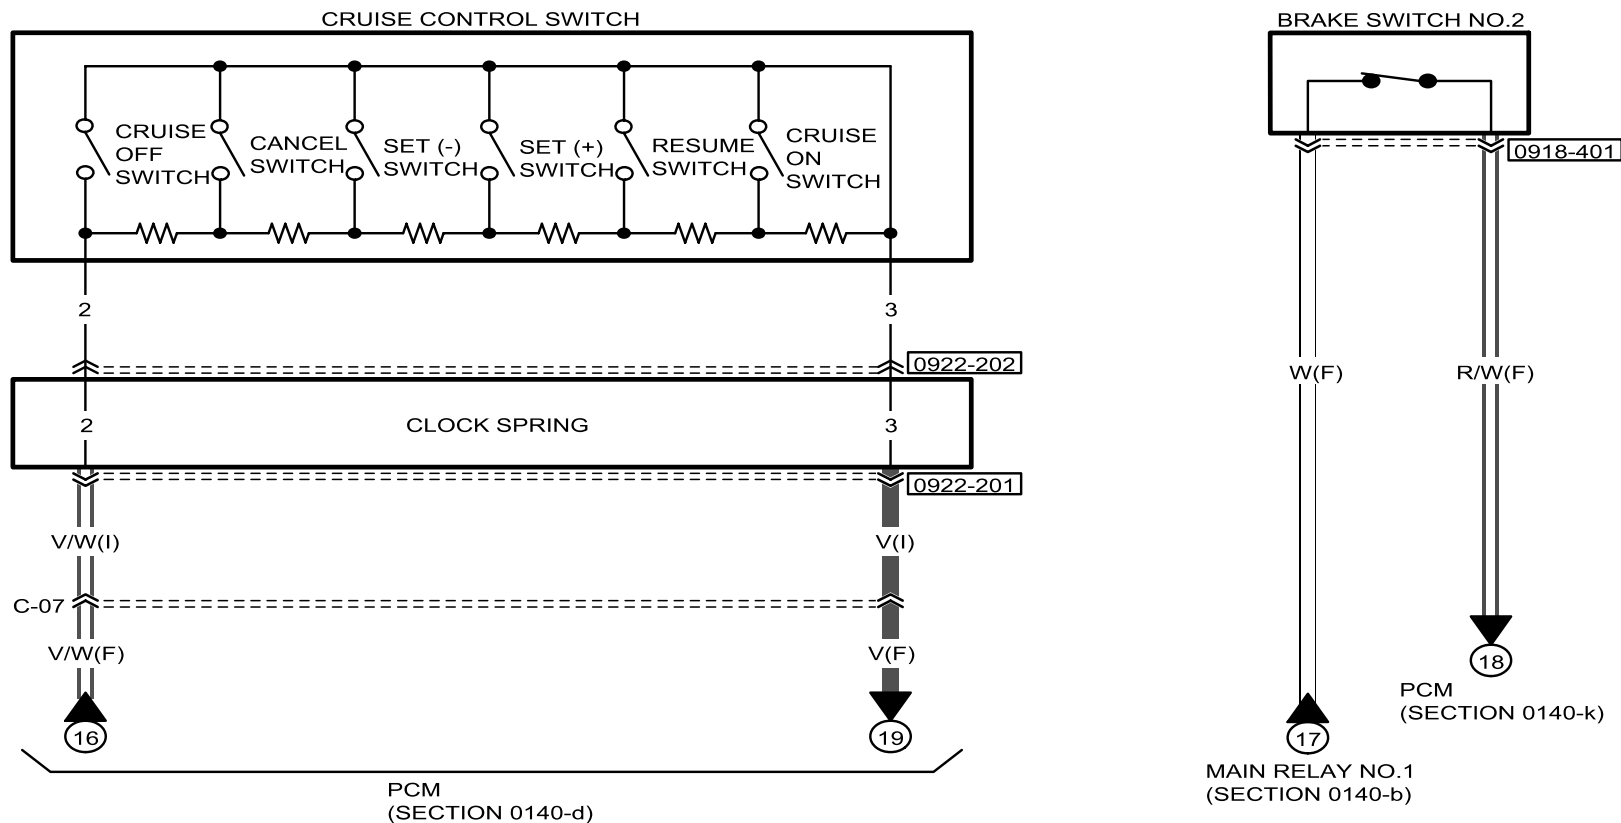 CRUISE CONTROL SWITCH
BRAKE SWITCH NO.2
CRUISE
OFF
SWITCH
CANCEL
SWITCH
SET (-)
SWITCH
SET (+)
SWITCH
RESUME
SWITCH
CRUISE
ON
SWITCH
0918-401
2
3
0922-202
W(F)
R/W(F)
2
CLOCK SPRING
3
0922-201
V/W(I)
V(I)
C-07
V/W(F)
V(F)
18
PCM
(SECTION 0140-k)
16
19
17
MAIN RELAY NO.1
(SECTION 0140-b)
PCM
(SECTION 0140-d)